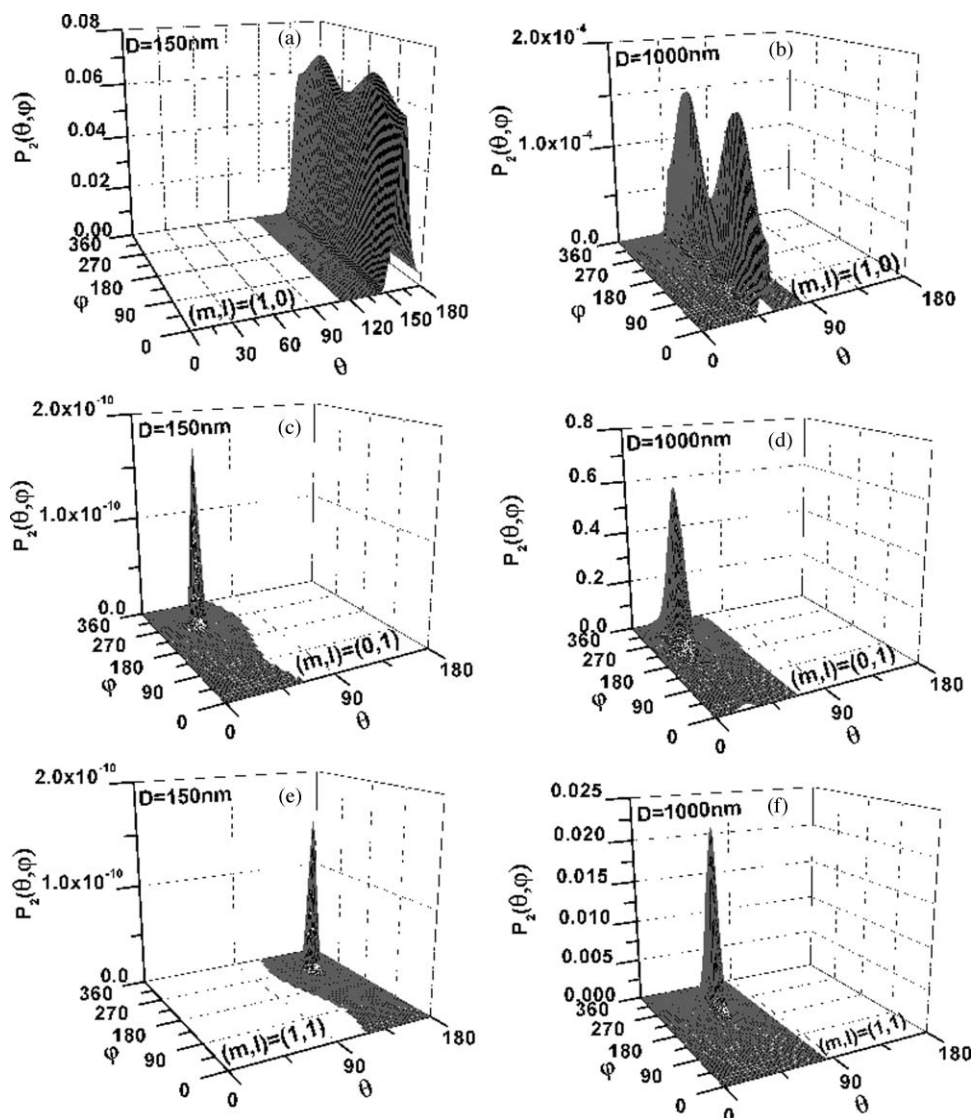 0.08
D=150nm
(a)
0.06
0.04
0.02
0.00
P₂(θ,φ)
360
270
180
90
0
φ
(m,l)=(1,0)
0
30
60
90
120
150
180
θ
2.0x10⁻⁴
D=1000nm
(b)
1.0x10⁻⁴
0.0
P₂(θ,φ)
360
270
180
90
0
φ
(m,l)=(1,0)
0
90
180
θ
2.0x10⁻¹⁰
D=150nm
(c)
1.0x10⁻¹⁰
0.0
P₂(θ,φ)
360
270
180
90
0
φ
(m,l)=(0,1)
0
90
180
θ
0.8
D=1000nm
(d)
0.6
0.4
0.2
0.0
P₂(θ,φ)
360
270
180
90
0
φ
(m,l)=(0,1)
0
90
180
θ
2.0x10⁻¹⁰
D=150nm
(e)
1.0x10⁻¹⁰
0.0
P₂(θ,φ)
360
270
180
90
0
φ
(m,l)=(1,1)
0
90
180
θ
0.025
D=1000nm
(f)
0.020
0.015
0.010
0.005
0.000
P₂(θ,φ)
360
270
180
90
0
φ
(m,l)=(1,1)
0
90
180
θ